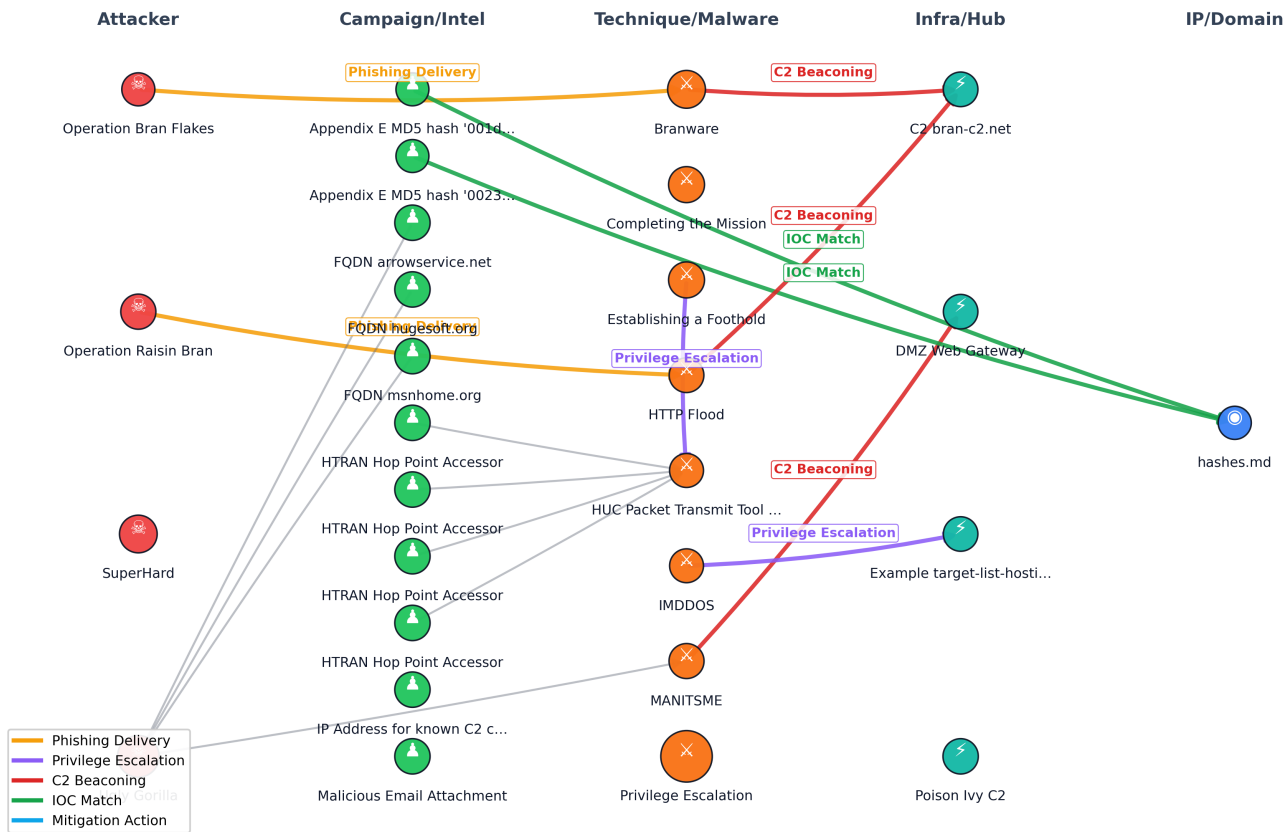 Attacker
Campaign/Intel
Technique/Malware
Infra/Hub
IP/Domain
Phishing Delivery
C2 Beaconing
Operation Bran Flakes
Appendix E MD5 hash '001d...
Branware
C2 bran-c2.net
Appendix E MD5 hash '0023...
Completing the Mission
C2 Beaconing
IOC Match
FQDN arrowservice.net
IOC Match
Establishing a Foothold
Phishing Delivery
FQDN hugesoft.org
Operation Raisin Bran
Privilege Escalation
DMZ Web Gateway
FQDN msnhome.org
HTTP Flood
HTRAN Hop Point Accessor
C2 Beaconing
hashes.md
HUC Packet Transmit Tool ...
HTRAN Hop Point Accessor
Privilege Escalation
SuperHard
Example target-list-hosti...
HTRAN Hop Point Accessor
IMDDOS
HTRAN Hop Point Accessor
MANITSME
IP Address for known C2 c...
Malicious Email Attachment
Privilege Escalation
Poison Ivy C2
Gorilla
Phishing Delivery
Privilege Escalation
C2 Beaconing
IOC Match
Mitigation Action